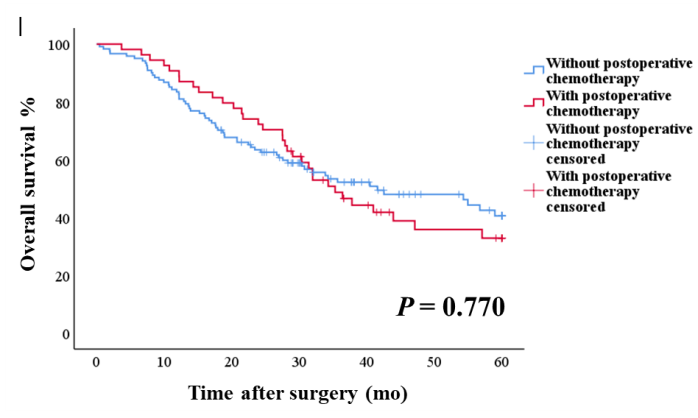 I
100
80
60
40
20
0
Overall survival %
0 10 20 30 40 50 60
Time after surgery (mo)
P = 0.770
Without postoperative
chemotherapy
With postoperative
chemotherapy
Without postoperative
chemotherapy
censored
With postoperative
chemotherapy
censored